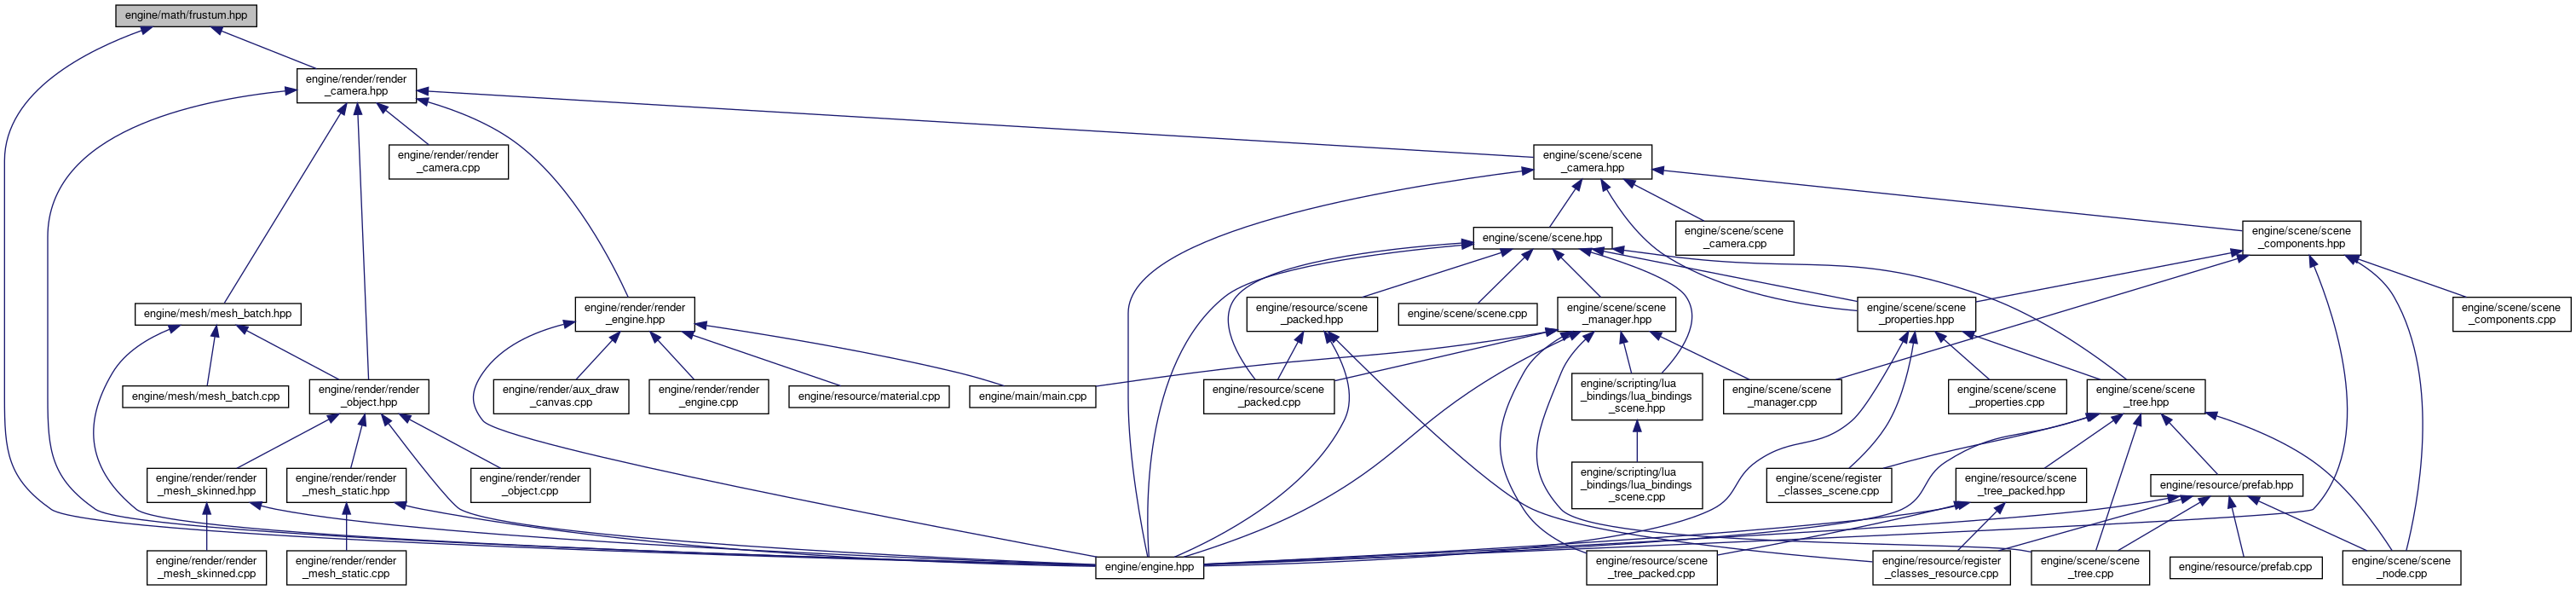 engine/math/frustum.hpp
engine/render/render
_camera.hpp
engine/render/render
_camera.cpp
engine/scene/scene
_camera.hpp
engine/scene/scene.hpp
engine/scene/scene
_camera.cpp
engine/scene/scene
_components.hpp
engine/mesh/mesh_batch.hpp
engine/render/render
_engine.hpp
engine/resource/scene
_packed.hpp
engine/scene/scene.cpp
engine/scene/scene
_manager.hpp
engine/scene/scene
_properties.hpp
engine/scene/scene
_components.cpp
engine/mesh/mesh_batch.cpp
engine/render/render
_object.hpp
engine/render/aux_draw
_canvas.cpp
engine/render/render
_engine.cpp
engine/resource/material.cpp
engine/main/main.cpp
engine/resource/scene
_packed.cpp
engine/scripting/lua
_bindings/lua_bindings
_scene.hpp
engine/scene/scene
_manager.cpp
engine/scene/scene
_properties.cpp
engine/scene/scene
_tree.hpp
engine/render/render
_mesh_skinned.hpp
engine/render/render
_mesh_static.hpp
engine/render/render
_object.cpp
engine/scripting/lua
_bindings/lua_bindings
_scene.cpp
engine/scene/register
_classes_scene.cpp
engine/resource/scene
_tree_packed.hpp
engine/resource/prefab.hpp
engine/render/render
_mesh_skinned.cpp
engine/render/render
_mesh_static.cpp
engine/engine.hpp
engine/resource/scene
_tree_packed.cpp
engine/resource/register
_classes_resource.cpp
engine/scene/scene
_tree.cpp
engine/resource/prefab.cpp
engine/scene/scene
_node.cpp